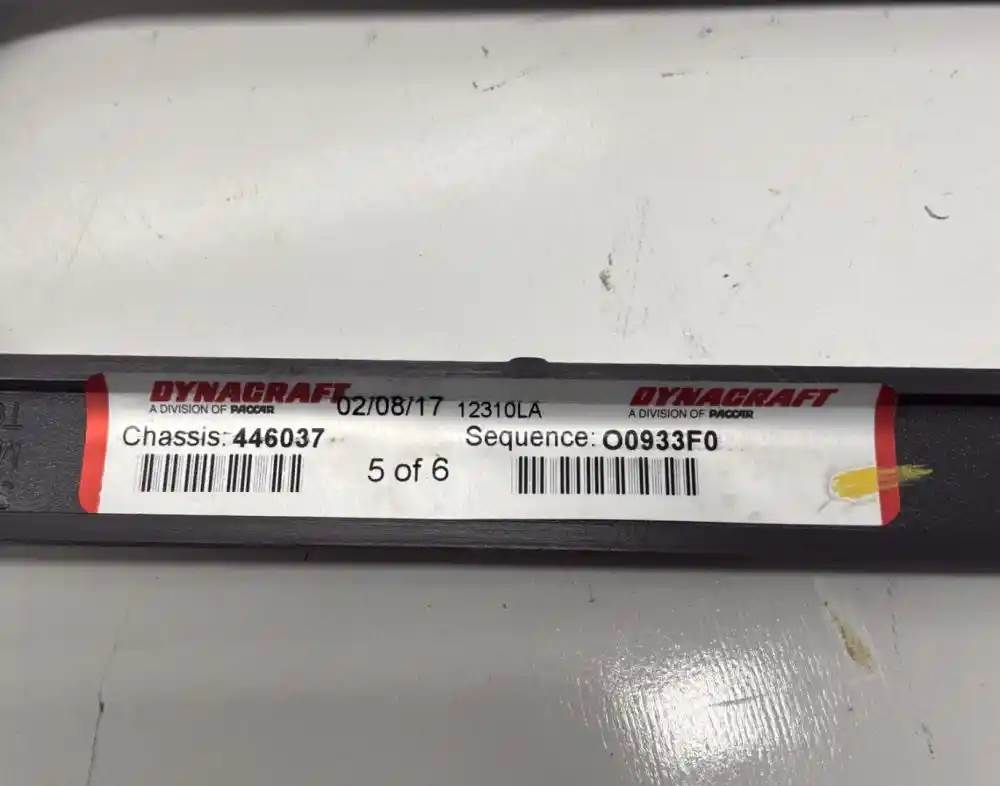 DYNACRAFT 02/08/17 12310LA DYNACRAFT
A DIVISION OF PACCAR A DIVISION OF PACCAR
Chassis: 446037 Sequence: O0933F0
5 of 6